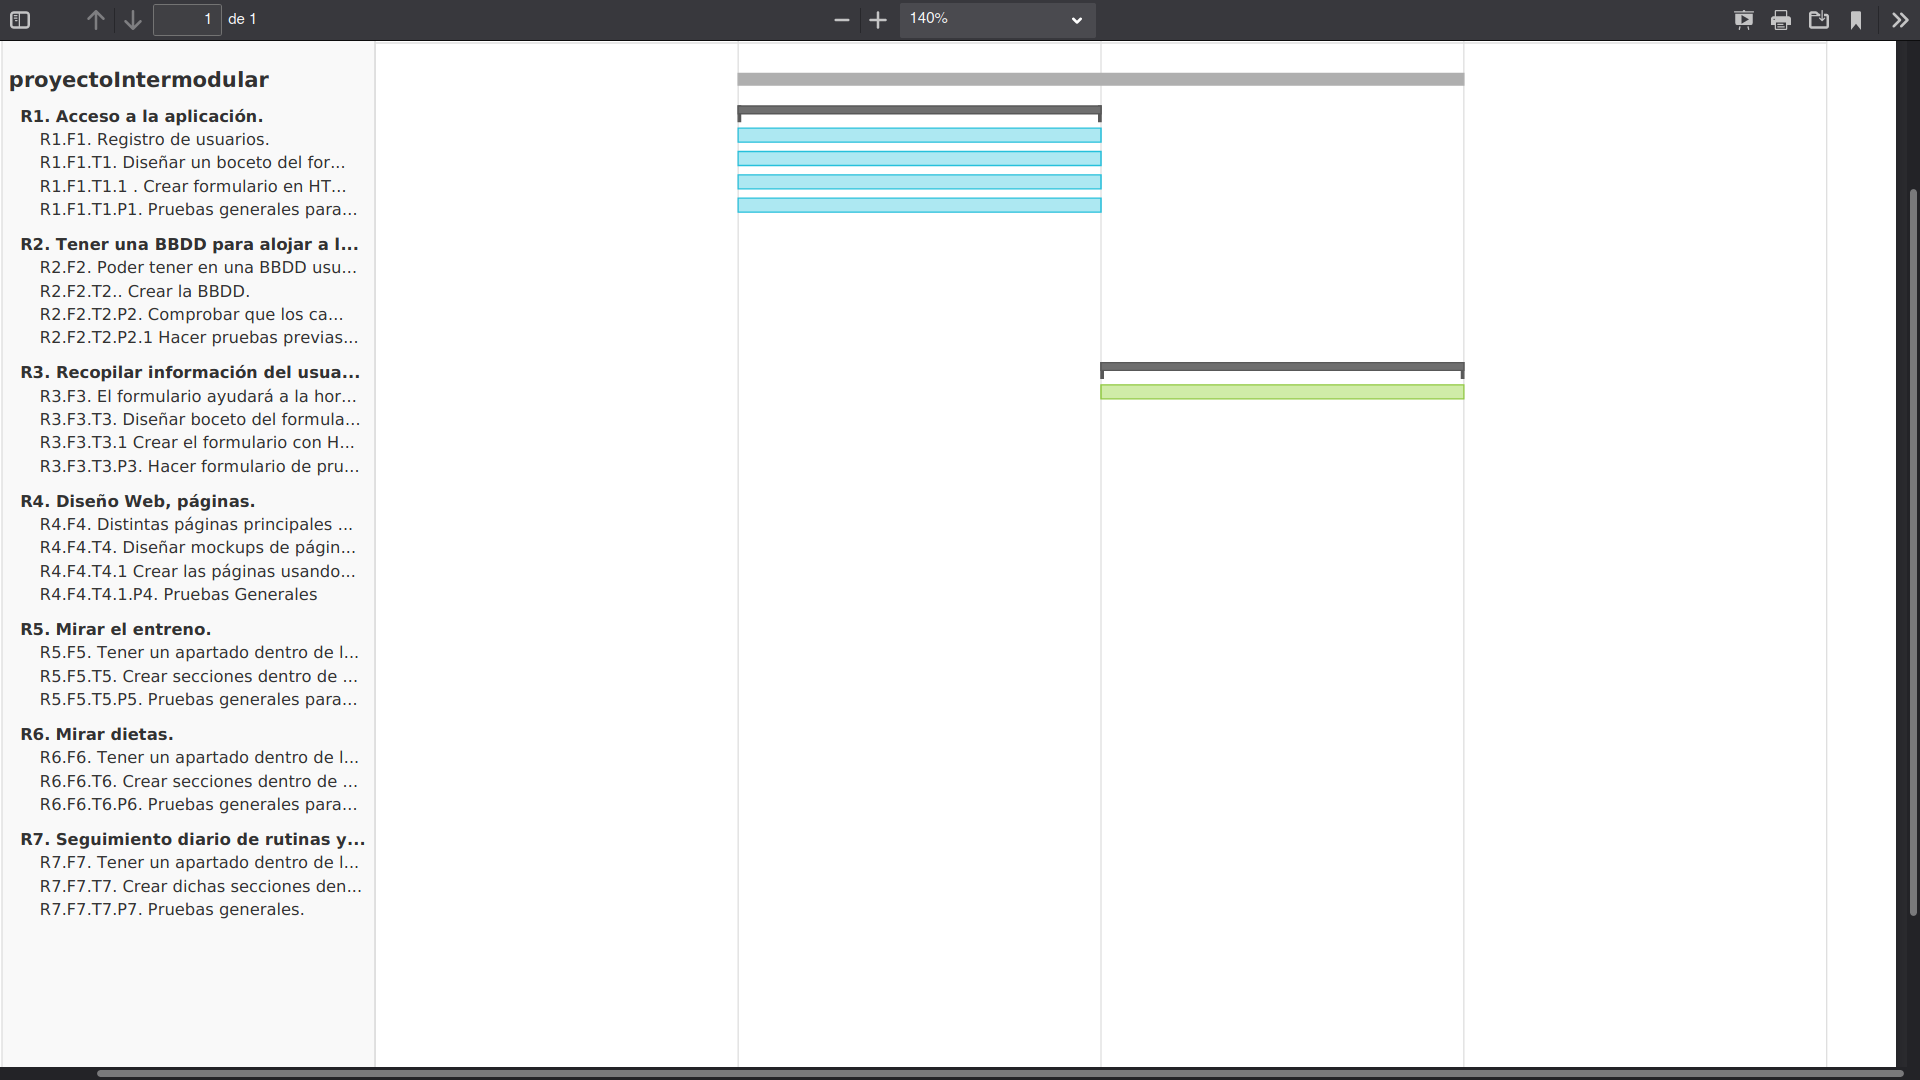 1 de 1
140%
proyectoIntermodular
R1. Acceso a la aplicación.
R1.F1. Registro de usuarios.
R1.F1.T1. Diseñar un boceto del for...
R1.F1.T1.1 . Crear formulario en HT...
R1.F1.T1.P1. Pruebas generales para...
R2. Tener una BBDD para alojar a l...
R2.F2. Poder tener en una BBDD usu...
R2.F2.T2.. Crear la BBDD.
R2.F2.T2.P2. Comprobar que los ca...
R2.F2.T2.P2.1 Hacer pruebas previas...
R3. Recopilar información del usua...
R3.F3. El formulario ayudará a la hor...
R3.F3.T3. Diseñar boceto del formula...
R3.F3.T3.1 Crear el formulario con H...
R3.F3.T3.P3. Hacer formulario de pru...
R4. Diseño Web, páginas.
R4.F4. Distintas páginas principales ...
R4.F4.T4. Diseñar mockups de págin...
R4.F4.T4.1 Crear las páginas usando...
R4.F4.T4.1.P4. Pruebas Generales
R5. Mirar el entreno.
R5.F5. Tener un apartado dentro de l...
R5.F5.T5. Crear secciones dentro de ...
R5.F5.T5.P5. Pruebas generales para...
R6. Mirar dietas.
R6.F6. Tener un apartado dentro de l...
R6.F6.T6. Crear secciones dentro de ...
R6.F6.T6.P6. Pruebas generales para...
R7. Seguimiento diario de rutinas y...
R7.F7. Tener un apartado dentro de l...
R7.F7.T7. Crear dichas secciones den...
R7.F7.T7.P7. Pruebas generales.